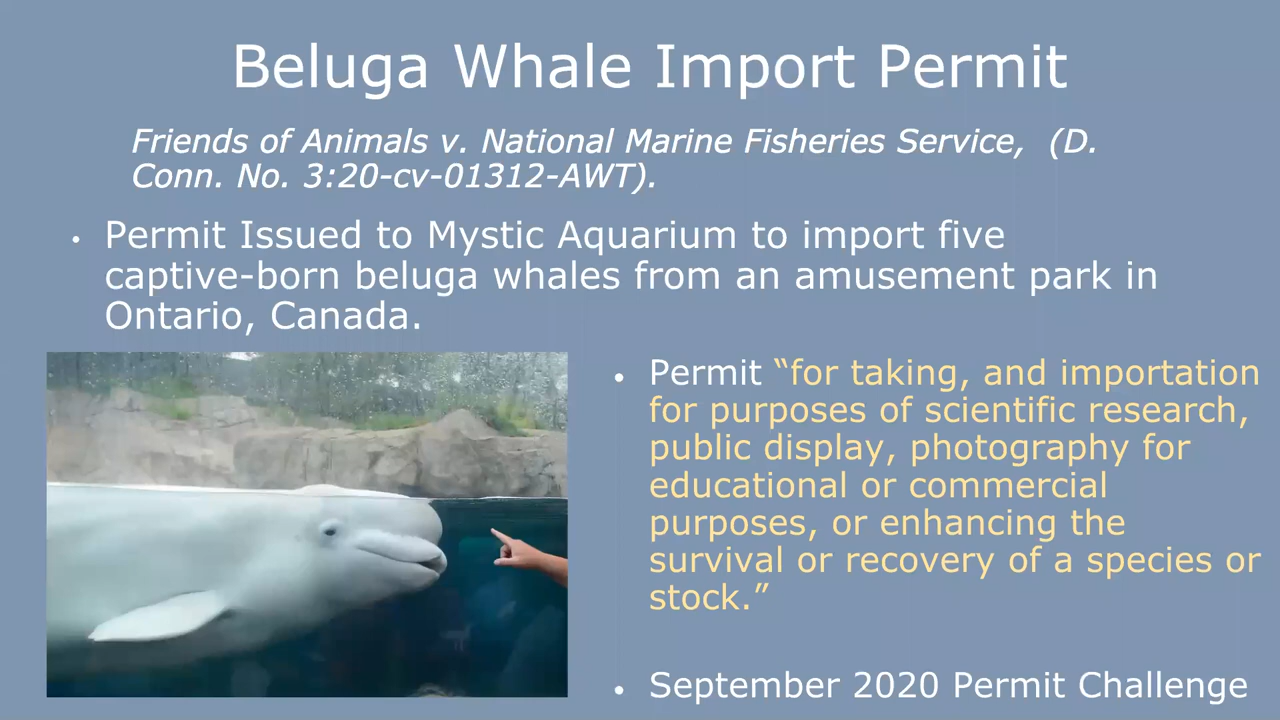 Beluga Whale Import Permit
Friends of Animals v. National Marine Fisheries Service, (D.
Conn. No. 3:20-cv-01312-AWT).
• Permit Issued to Mystic Aquarium to import five
captive-born beluga whales from an amusement park in
Ontario, Canada.
• Permit “for taking, and importation
for purposes of scientific research,
public display, photography for
educational or commercial
purposes, or enhancing the
survival or recovery of a species or
stock.”
• September 2020 Permit Challenge